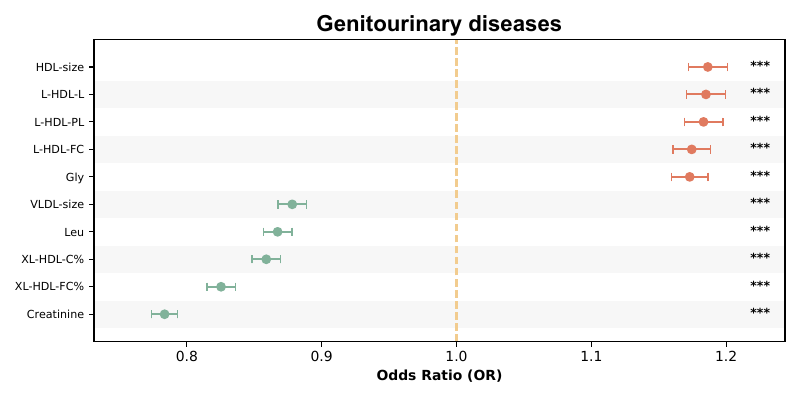 Genitourinary diseases
HDL-size ***
L-HDL-L ***
L-HDL-PL ***
L-HDL-FC ***
Gly ***
VLDL-size ***
Leu ***
XL-HDL-C% ***
XL-HDL-FC% ***
Creatinine ***
0.8 0.9 1.0 1.1 1.2
Odds Ratio (OR)